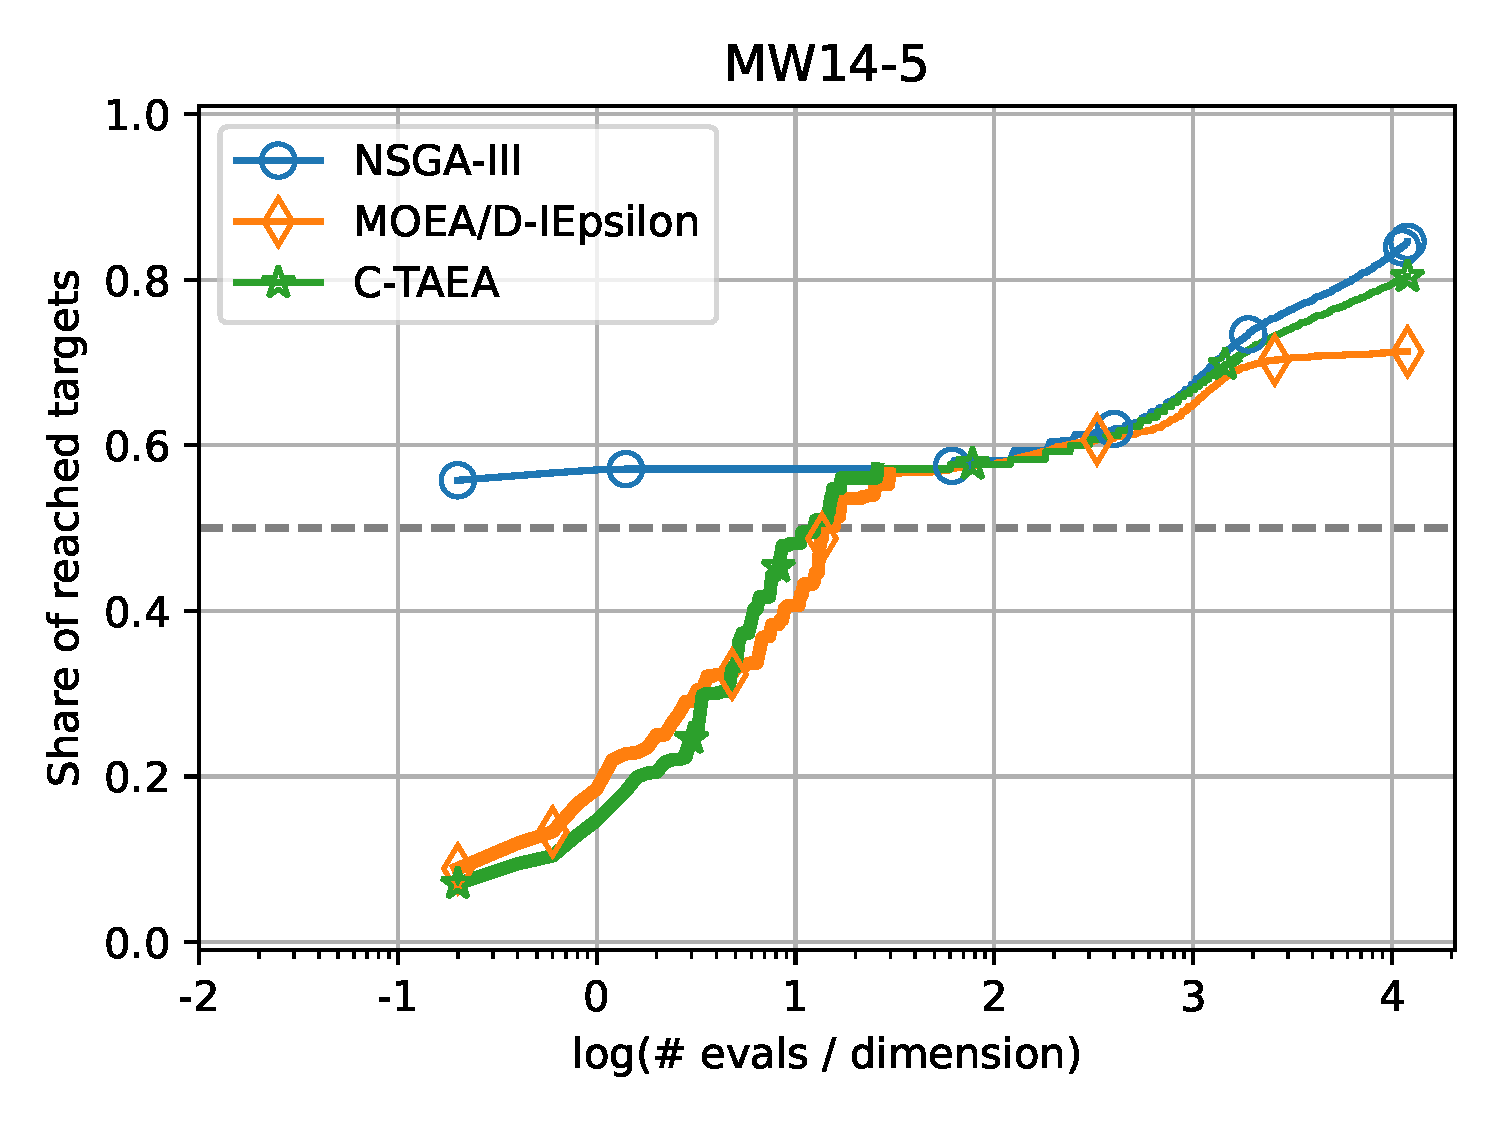 MW14-5
NSGA-III
MOEA/D-IEpsilon
C-TAEA
Share of reached targets
1.0
0.8
0.6
0.4
0.2
0.0
-2 -1 0 1 2 3 4
log(# evals / dimension)